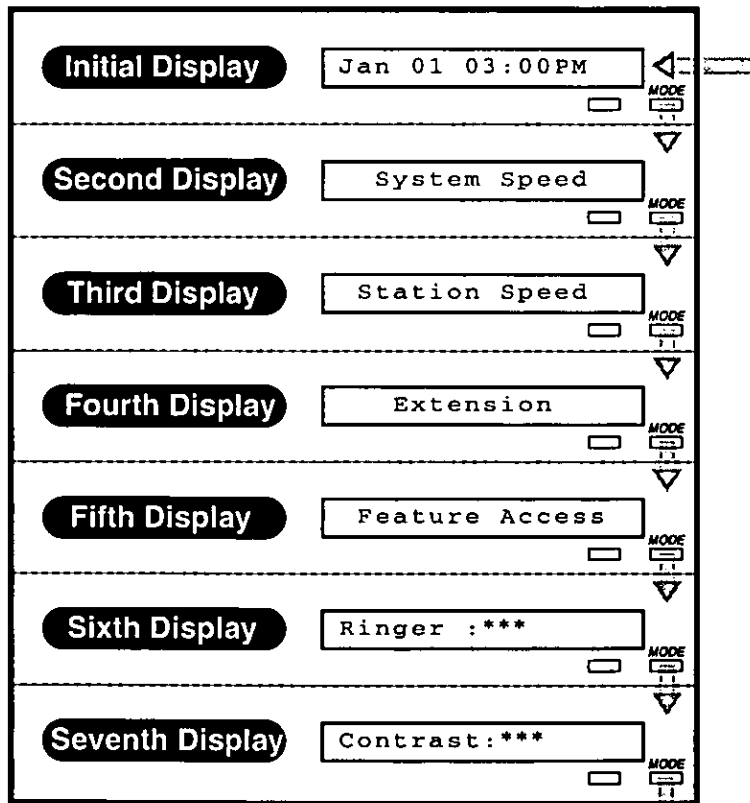 Initial Display
Jan 01 03:00PM
MODE
Second Display
System Speed
MODE
Third Display
Station Speed
MODE
Fourth Display
Extension
MODE
Fifth Display
Feature Access
MODE
Sixth Display
Ringer :***
MODE
Seventh Display
Contrast:***
MODE